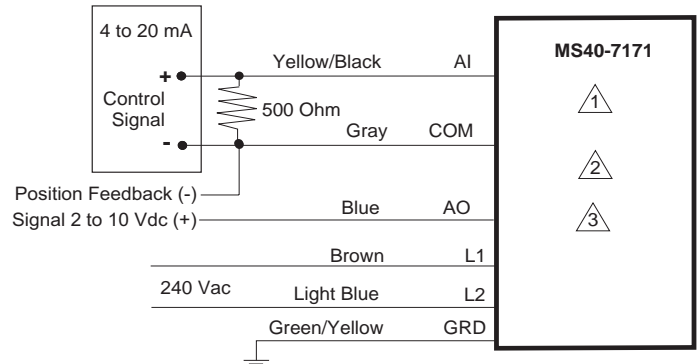 4 to 20 mA
MS40-7171
Yellow/Black AI
+
Control
Signal
500 Ohm
1
Gray COM
-
2
Position Feedback (-)
Signal 2 to 10 Vdc (+)
Blue AO
3
Brown L1
240 Vac
Light Blue L2
Green/Yellow GRD